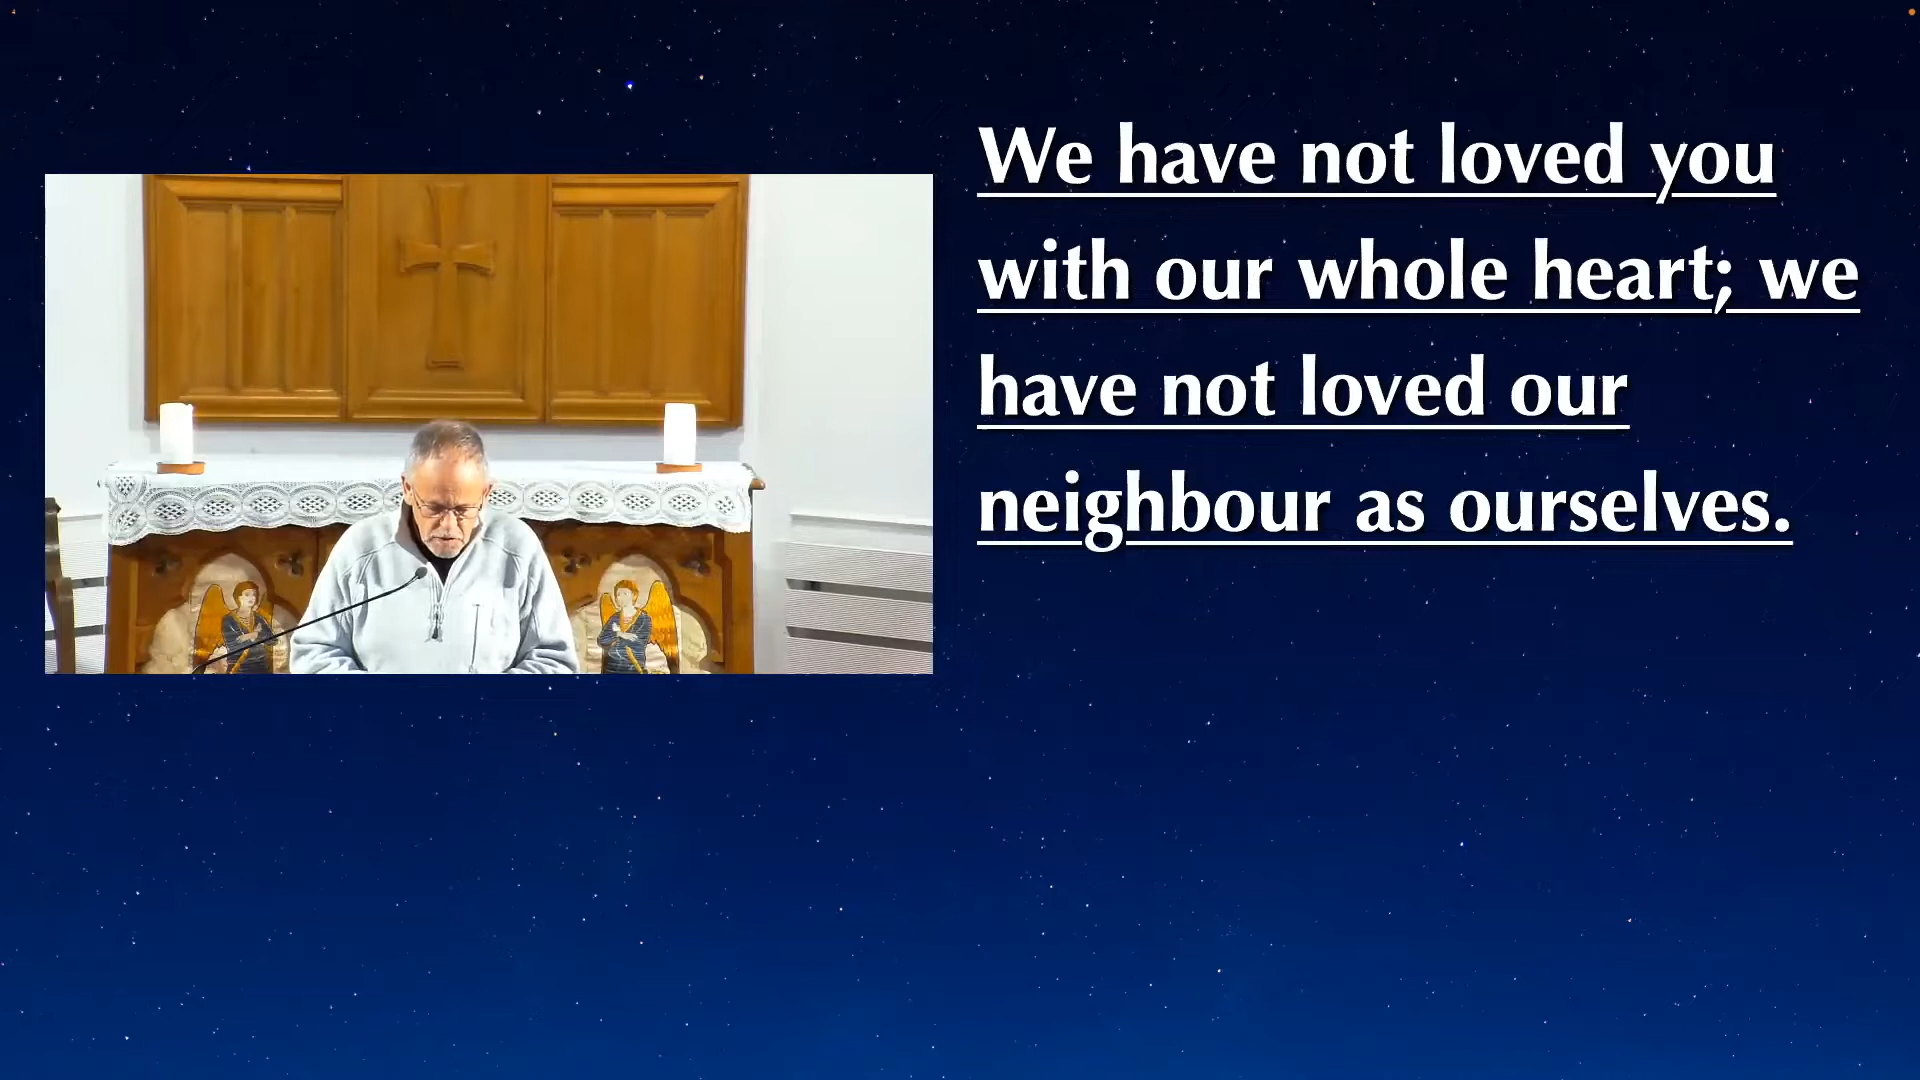 We have not loved you
with our whole heart; we
have not loved our
neighbour as ourselves.